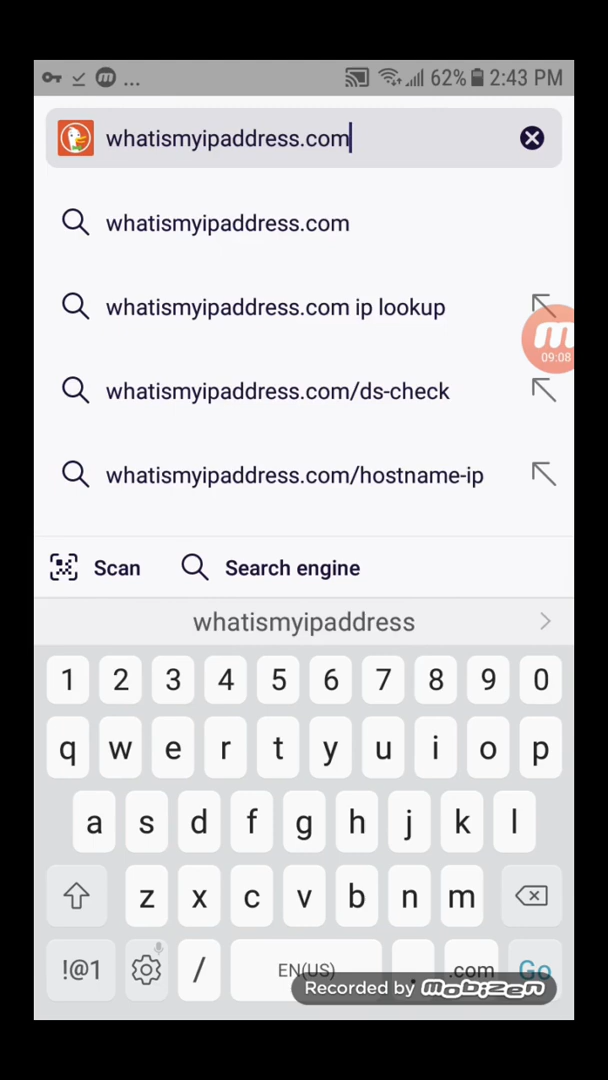 ... 62% 2:43 PM
whatismyipaddress.com
whatismyipaddress.com
whatismyipaddress.com ip lookup
09:08
whatismyipaddress.com/ds-check
whatismyipaddress.com/hostname-ip
Scan Search engine
whatismyipaddress
1 2 3 4 5 6 7 8 9 0
q w e r t y u i o p
a s d f g h j k l
z x c v b n m
!@1 / EN(US) . .com Go
Recorded by mobizen